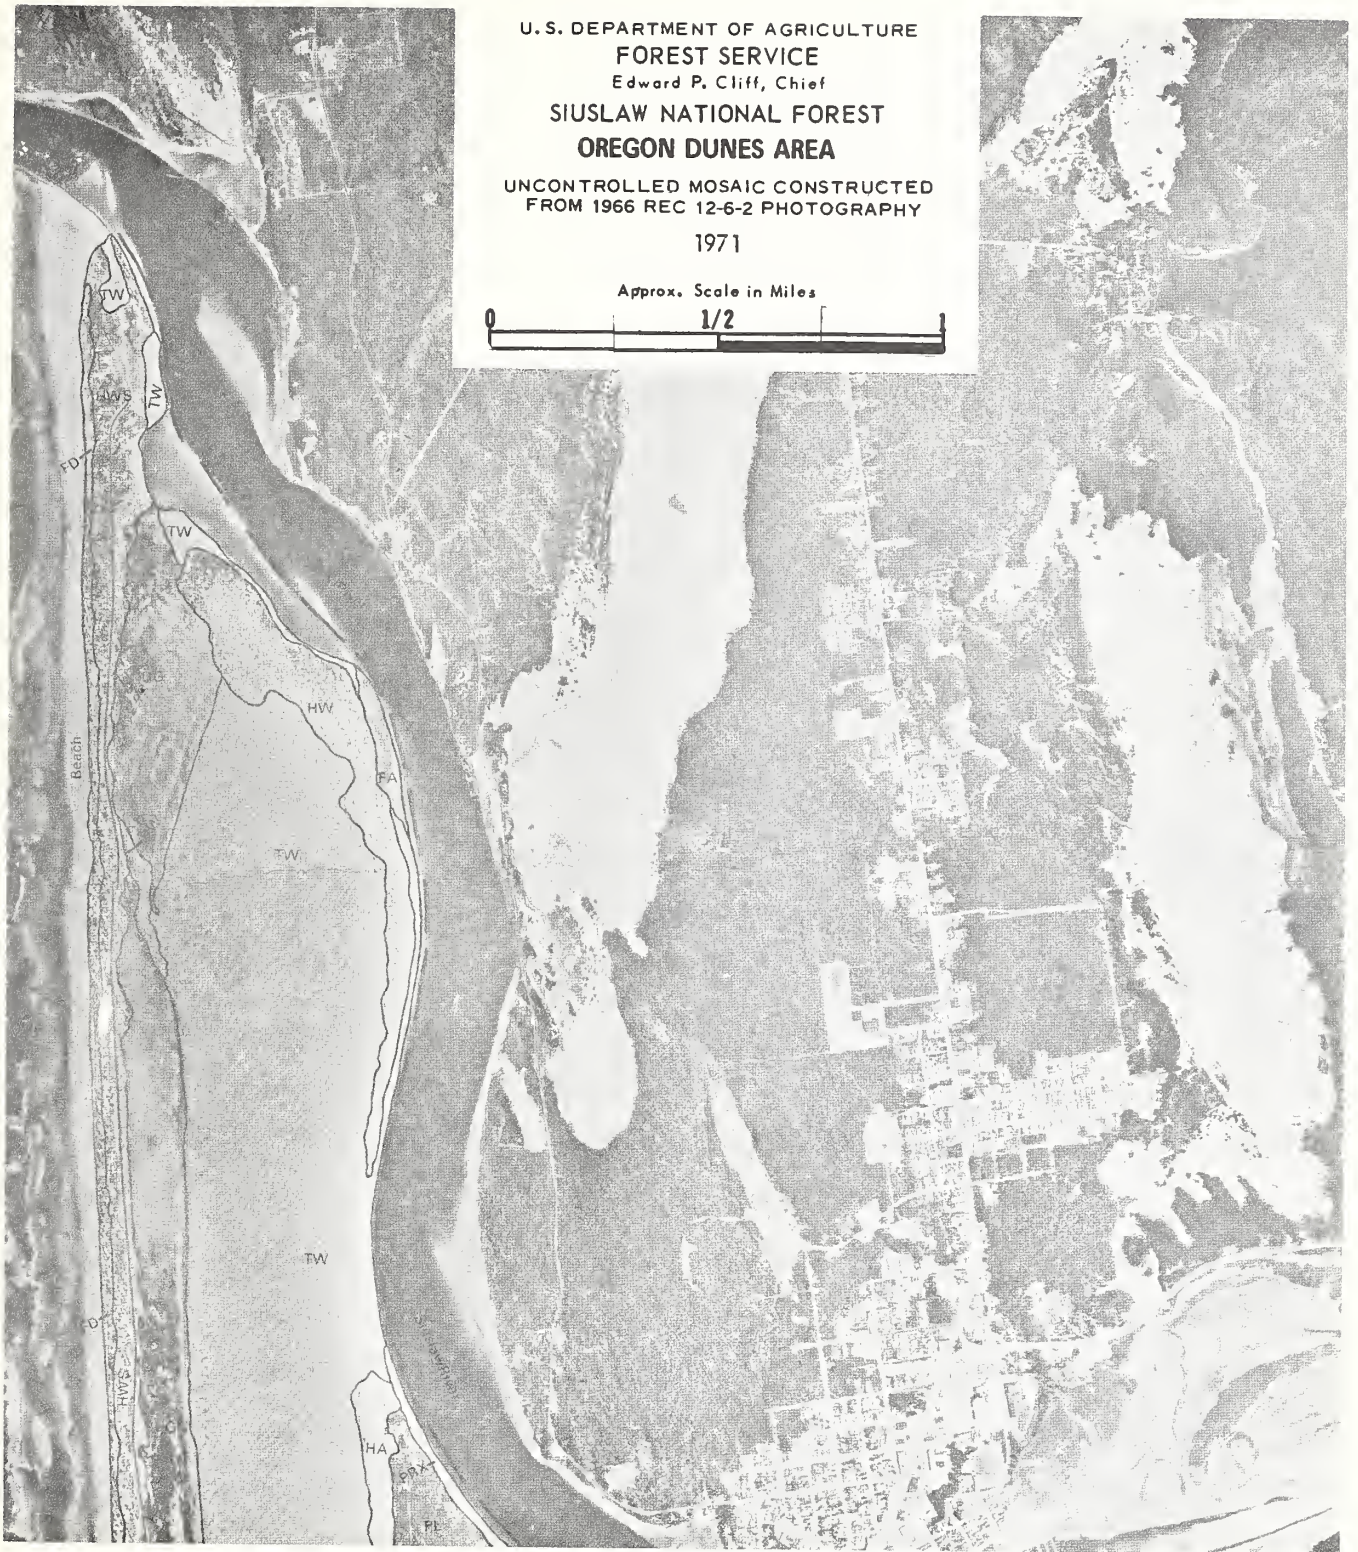 U.S. DEPARTMENT OF AGRICULTURE
FOREST SERVICE
Edward P. Cliff, Chief
SIUSLAW NATIONAL FOREST
OREGON DUNES AREA
UNCONTROLLED MOSAIC CONSTRUCTED
FROM 1966 REC 12-6-2 PHOTOGRAPHY
1971
Approx. Scale in Miles
0 1/2 1
TW
TW
FD
TW
HW
Beach
FA
TW
TW
HWS
HA
PL